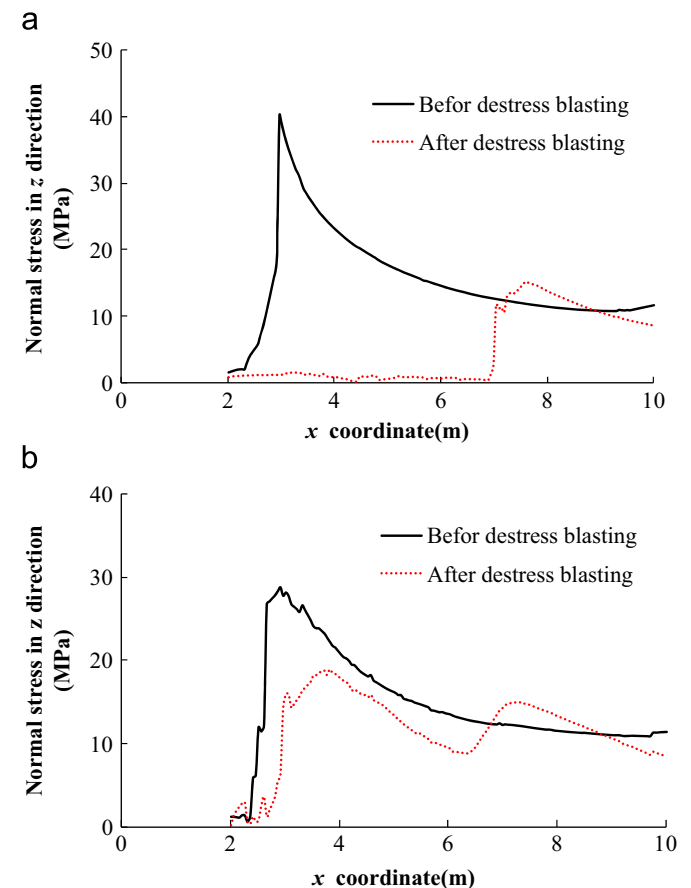 a
50
40
30
20
10
0
Normal stress in z direction
(MPa)
Befor destress blasting
After destress blasting
0 2 4 6 8 10
x coordinate(m)
b
40
30
20
10
0
Normal stress in z direction
(MPa)
Befor destress blasting
After destress blasting
0 2 4 6 8 10
x coordinate(m)